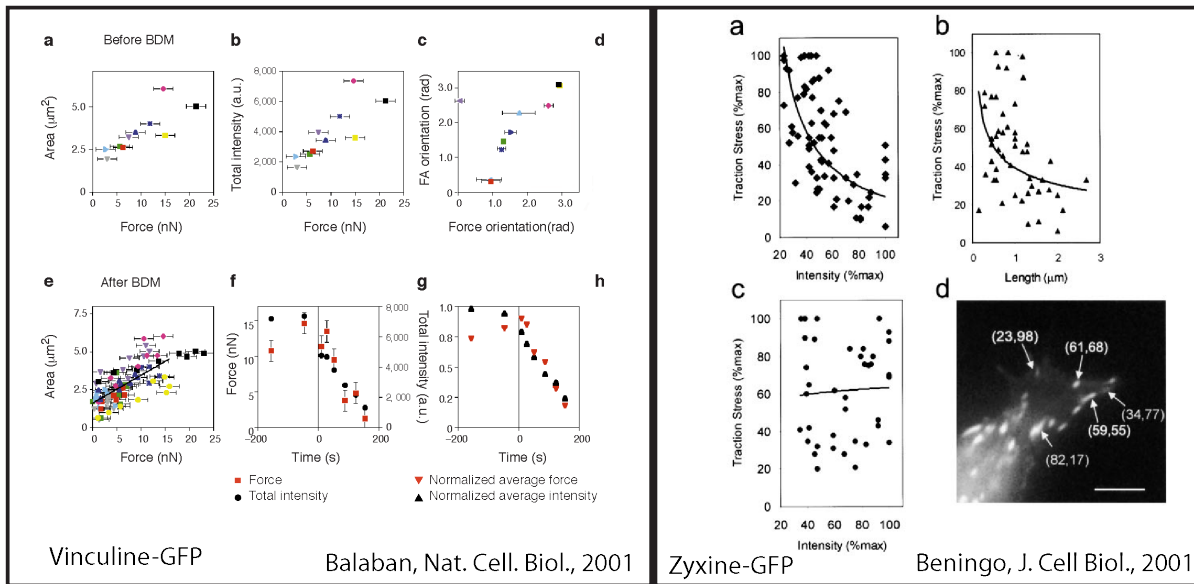 a
Before BDM
b
c
d
Area (μm²)
5.0
2.5
0
0 5 10 15 20 25
Force (nN)
Total intensity (a.u.)
8,000
6,000
4,000
2,000
0
0 5 10 15 20 25
Force (nN)
FA orientation (rad)
3.0
2.0
1.0
0
0 1.0 2.0 3.0
Force orientation(rad)
e
After BDM
f
g
h
Area (μm²)
7.5
5.0
2.5
0
0 5 10 15 20 25
Force (nN)
Force (nN)
15
10
5
0
−200 0 200
8,000
6,000
4,000
2,000
0
Total intensity (a.u.)
Time (s)
1.0
0.8
0.5
0.2
0
−200 0 200
Time (s)
Force
Total intensity
Normalized average force
Normalized average intensity
Vinculine-GFP
Balaban, Nat. Cell. Biol., 2001
a
Traction Stress (%max)
100
80
60
40
20
0
20 40 60 80 100
Intensity (%max)
b
Traction Stress (%max)
100
80
60
40
20
0
0 1 2 3
Length (μm)
c
Traction Stress (%max)
100
80
60
40
20
0
20 40 60 80 100
Intensity (%max)
d
(23,98)
(61,68)
(34,77)
(59,55)
(82,17)
Zyxine-GFP
Beningo, J. Cell Biol., 2001